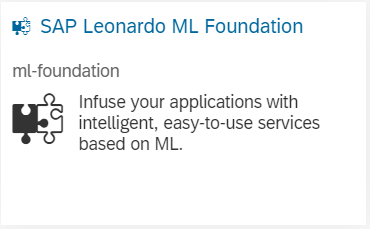 SAP Leonardo ML Foundation
ml-foundation
Infuse your applications with
intelligent, easy-to-use services
based on ML.